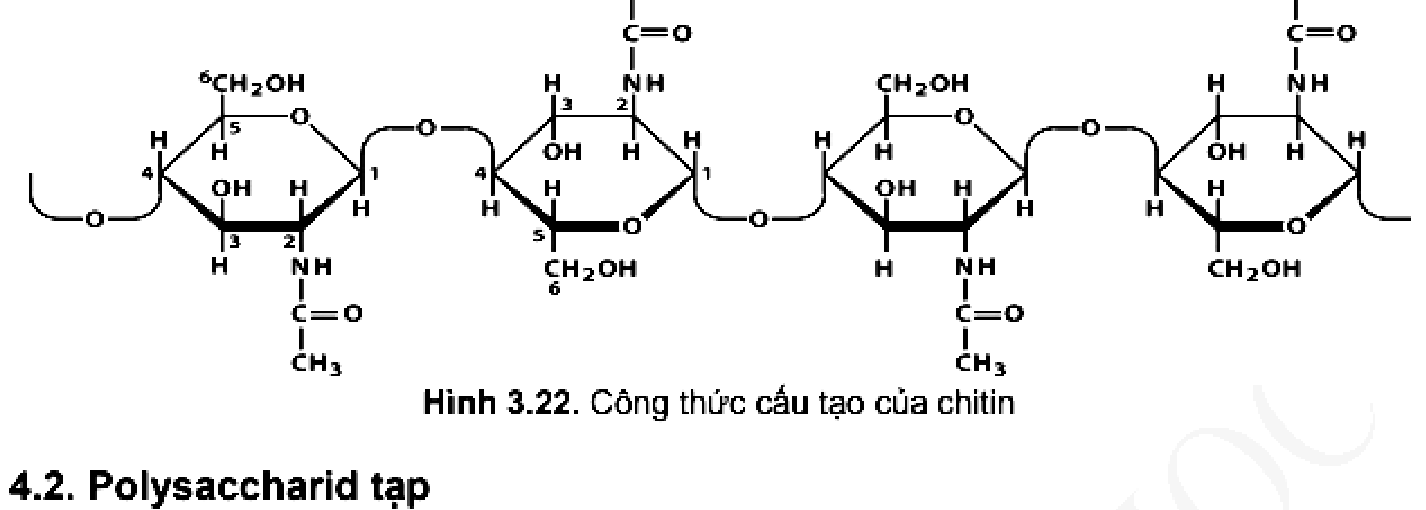 C=O C=O
⁶CH₂OH H NH CH₂OH H NH
3 2
5 O O H O O H
H H OH H H H OH H
4 OH H 1 4 H 1 OH H H
O H H O H H O
3 2 5 O O
H NH CH₂OH H NH CH₂OH
6
C=O C=O
CH₃ CH₃
Hình 3.22. Công thức cấu tạo của chitin
4.2. Polysaccharid tạp